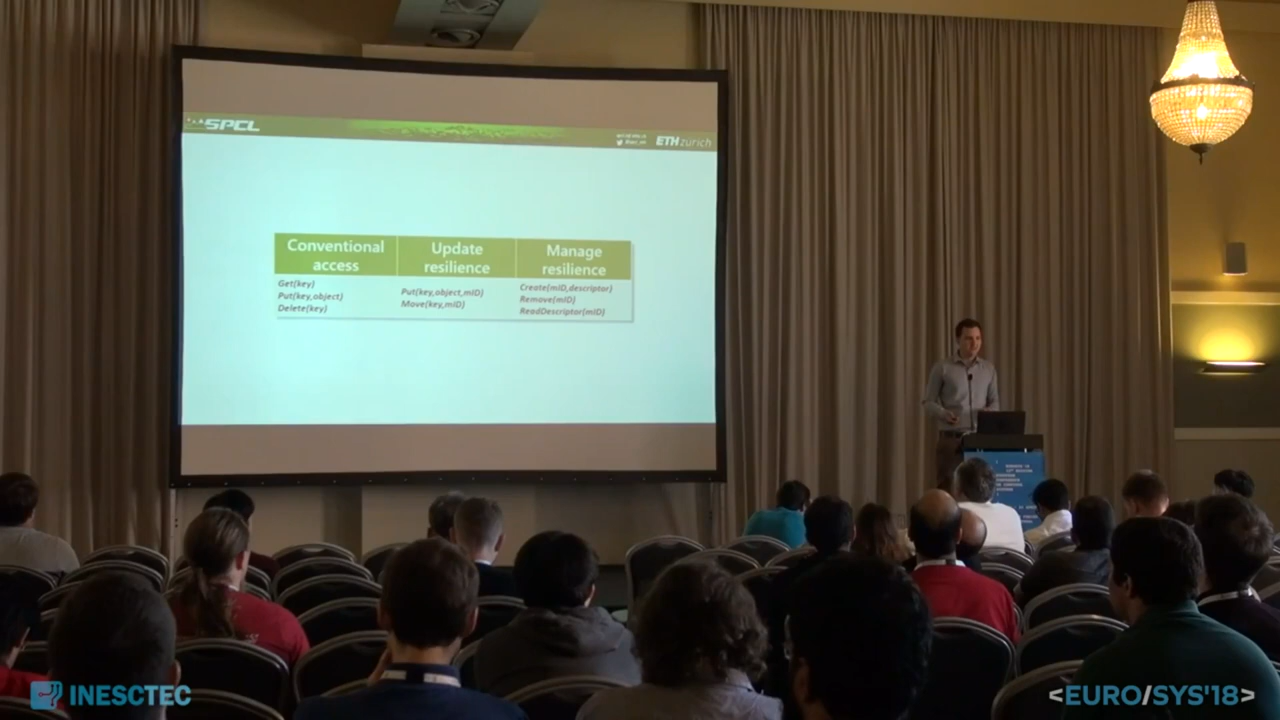 SPCL
ETH zürich
Conventional access
Update resilience
Manage resilience
Get(key)
Put(key,object)
Delete(key)
Put(key,object,mID)
Move(key,mID)
Create(mID,descriptor)
Remove(mID)
ReadDescriptor(mID)
INESCTEC
<EURO/SYS'18>